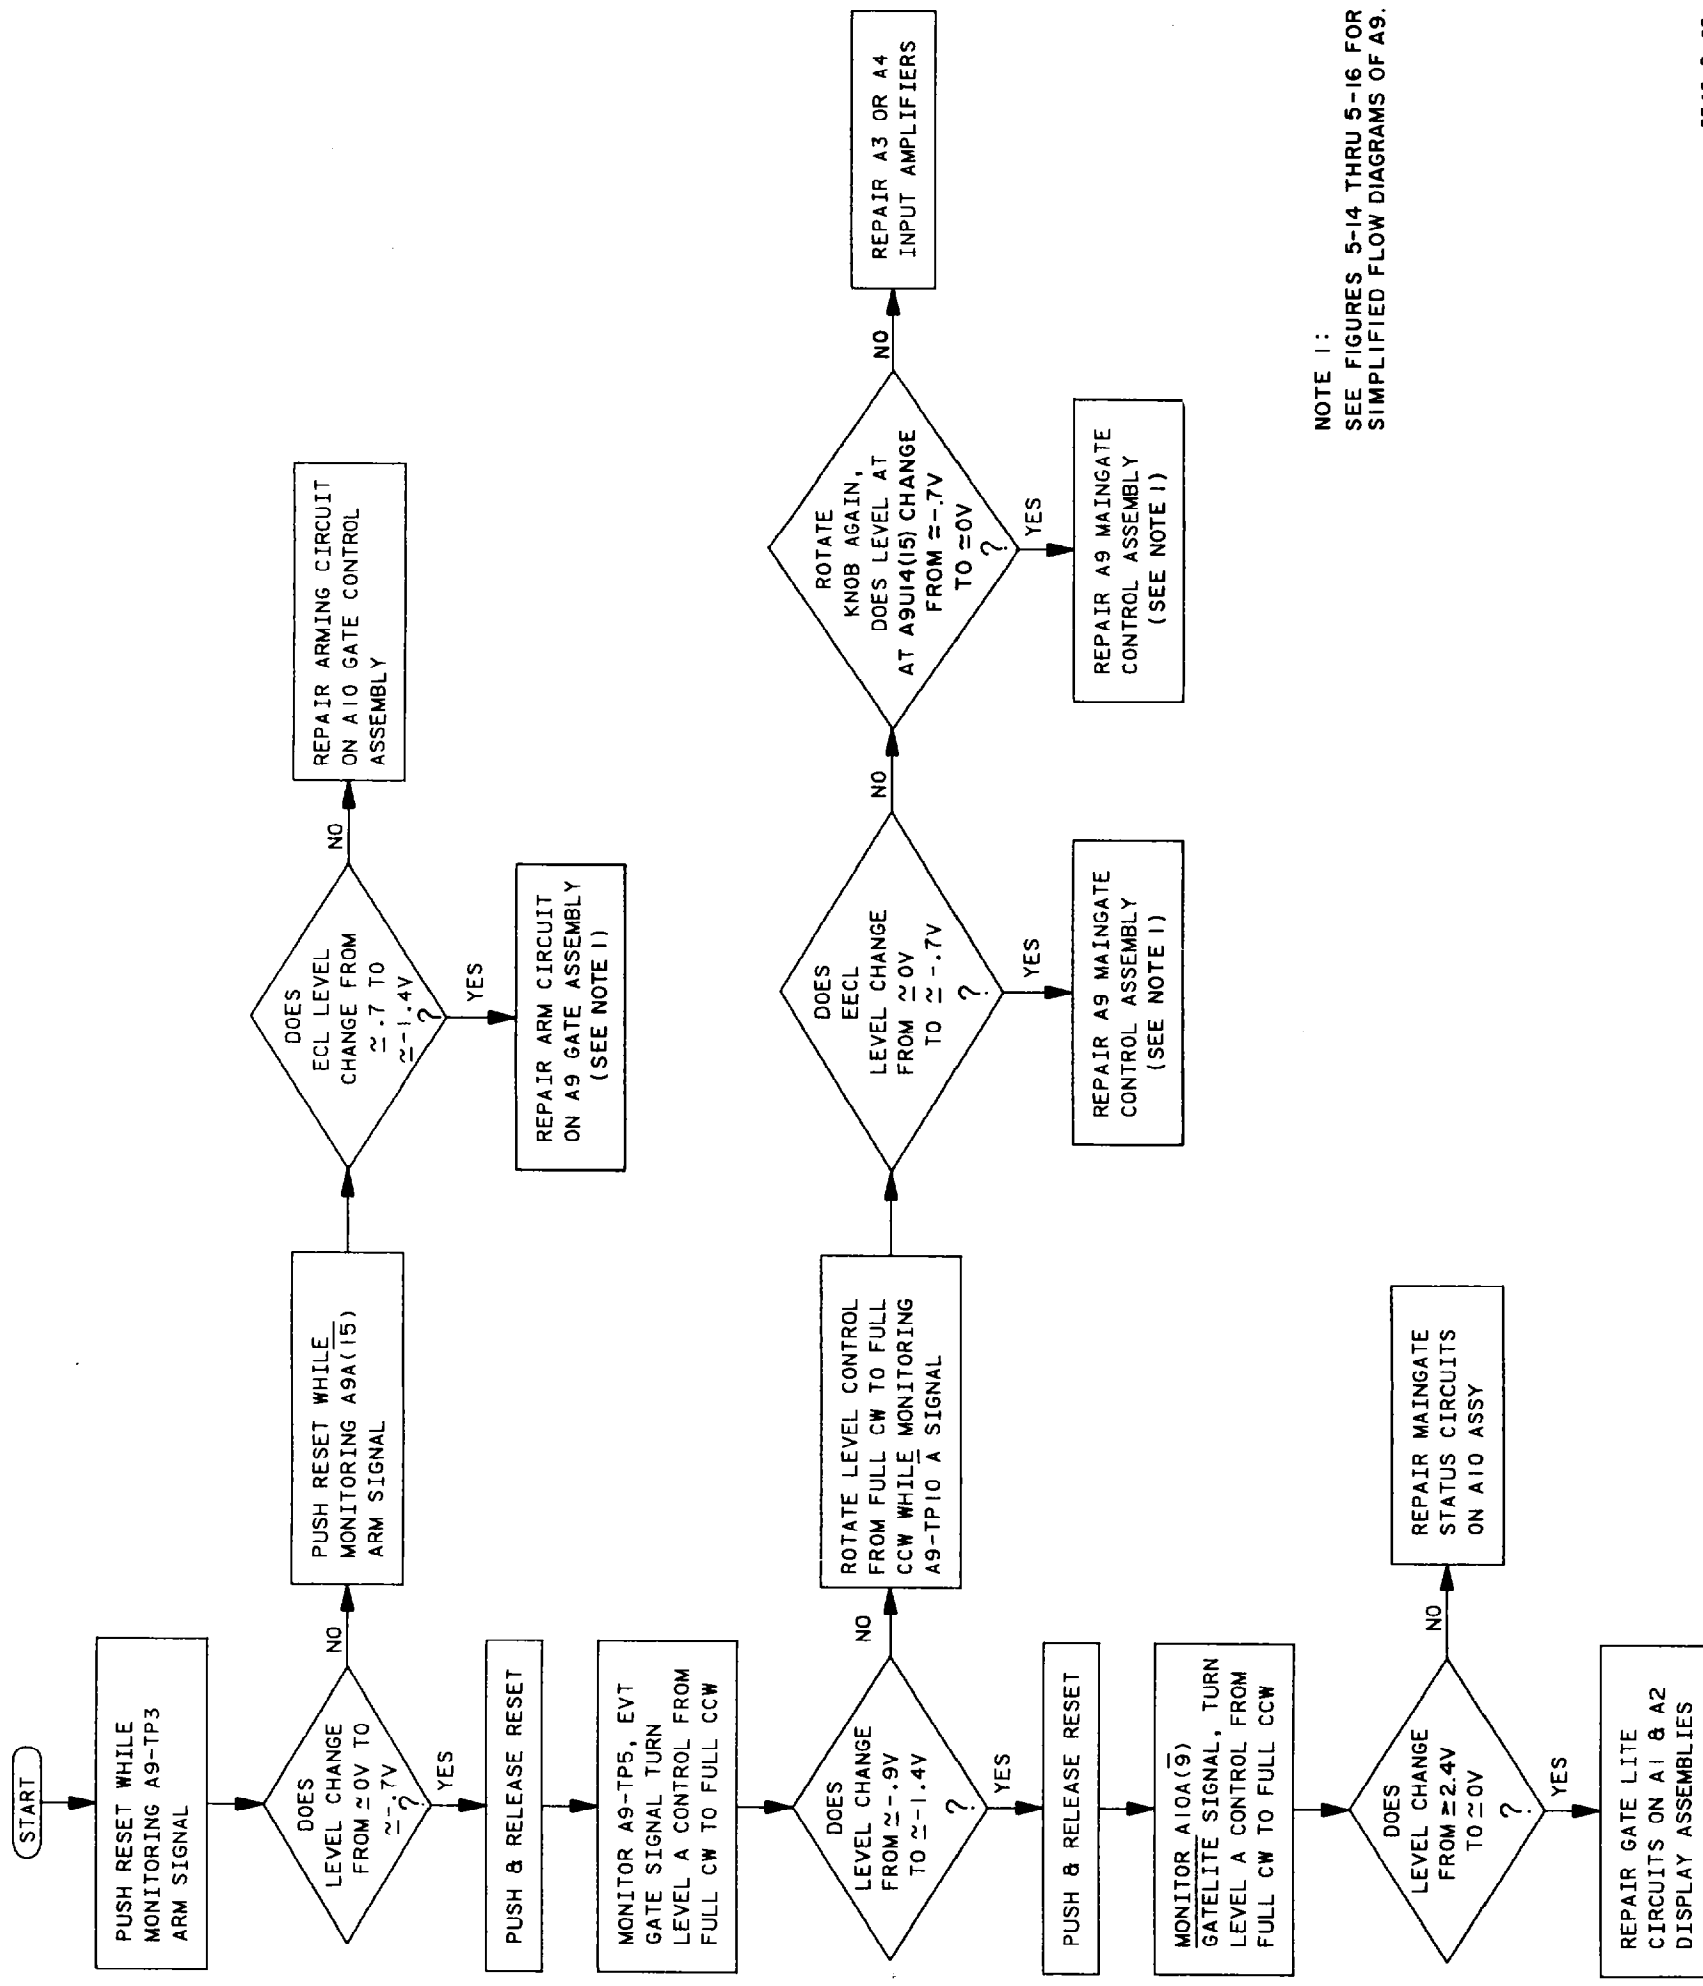 START
PUSH RESET WHILE
MONITORING A9-TP3
ARM SIGNAL
DOES
LEVEL CHANGE
FROM ≃0V TO
≃-.7V
?
NO
YES
PUSH RESET WHILE
MONITORING A9A(1̅5̅)
ARM SIGNAL
DOES
ECL LEVEL
CHANGE FROM
≃.7 TO
≃-1.4V
?
NO
YES
REPAIR ARMING CIRCUIT
ON A10 GATE CONTROL
ASSEMBLY
REPAIR ARM CIRCUIT
ON A9 GATE ASSEMBLY
(SEE NOTE 1)
PUSH & RELEASE RESET
MONITOR A9-TP5, EVT
GATE SIGNAL TURN
LEVEL A CONTROL FROM
FULL CW TO FULL CCW
DOES
LEVEL CHANGE
FROM ≃-.9V
TO ≃-1.4V
?
NO
YES
ROTATE LEVEL CONTROL
FROM FULL CW TO FULL
CCW WHILE MONITORING
A9-TP10 A̅ SIGNAL
DOES
EECL
LEVEL CHANGE
FROM ≃0V
TO ≃-.7V
?
NO
YES
REPAIR A9 MAINGATE
CONTROL ASSEMBLY
(SEE NOTE 1)
ROTATE
KNOB AGAIN,
DOES LEVEL AT
AT A9U14(15) CHANGE
FROM ≃-.7V
TO ≃0V
?
NO
YES
REPAIR A3 OR A4
INPUT AMPLIFIERS
REPAIR A9 MAINGATE
CONTROL ASSEMBLY
(SEE NOTE 1)
PUSH & RELEASE RESET
MONITOR A10A(9̅)
GATELITE SIGNAL, TURN
LEVEL A CONTROL FROM
FULL CW TO FULL CCW
DOES
LEVEL CHANGE
FROM ≥2.4V
TO ≃0V
?
NO
YES
REPAIR MAINGATE
STATUS CIRCUITS
ON A10 ASSY
REPAIR GATE LITE
CIRCUITS ON A1 & A2
DISPLAY ASSEMBLIES
NOTE 1:
SEE FIGURES 5-14 THRU 5-16 FOR
SIMPLIFIED FLOW DIAGRAMS OF A9.